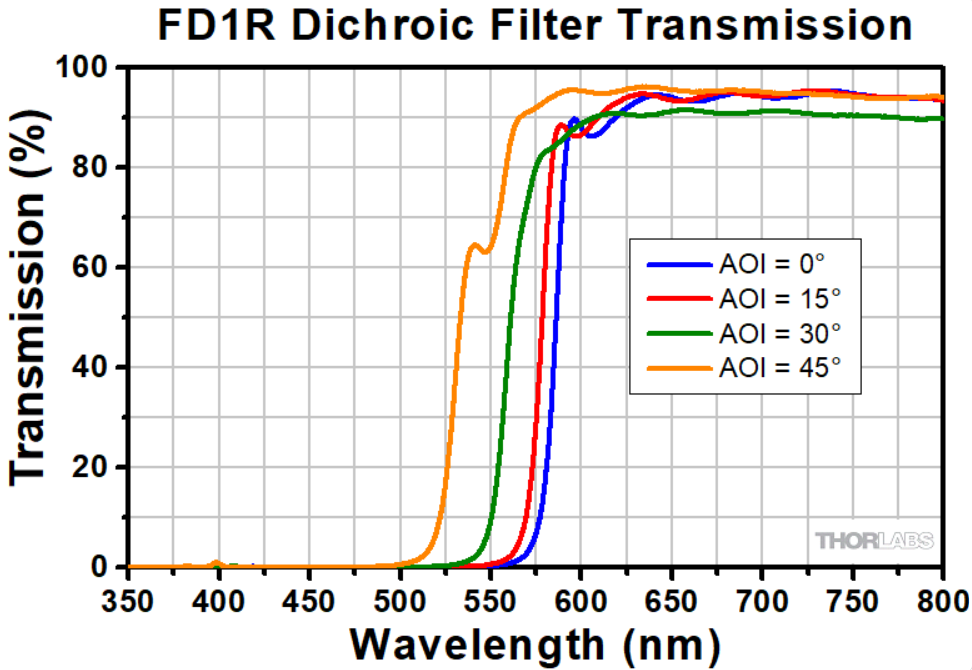 FD1R Dichroic Filter Transmission
Transmission (%)
100
80
60
40
20
0
AOI = 0°
AOI = 15°
AOI = 30°
AOI = 45°
THORLABS
350 400 450 500 550 600 650 700 750 800
Wavelength (nm)